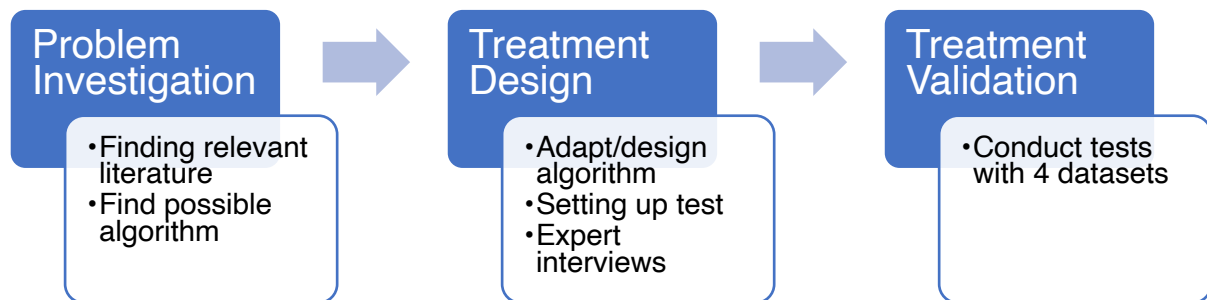 Problem
Investigation
•Finding relevant
literature
•Find possible
algorithm
Treatment
Design
•Adapt/design
algorithm
•Setting up test
•Expert
interviews
Treatment
Validation
•Conduct tests
with 4 datasets